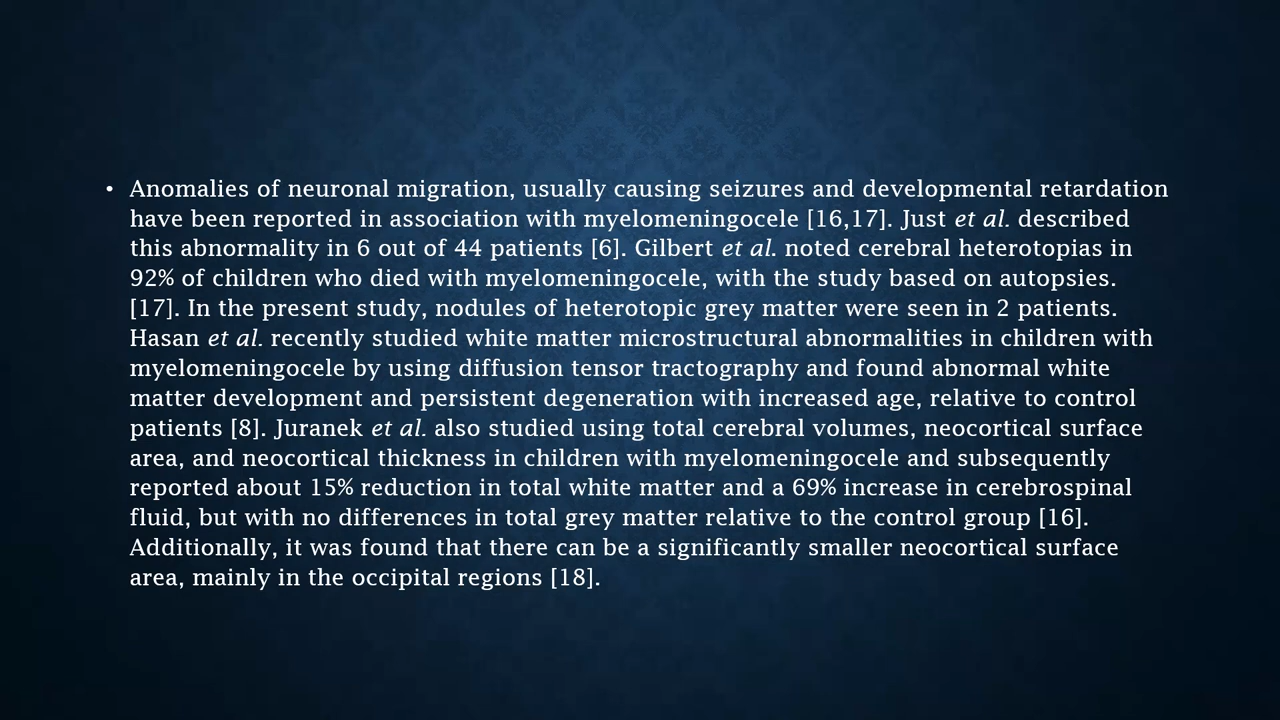 • Anomalies of neuronal migration, usually causing seizures and developmental retardation
have been reported in association with myelomeningocele [16,17]. Just et al. described
this abnormality in 6 out of 44 patients [6]. Gilbert et al. noted cerebral heterotopias in
92% of children who died with myelomeningocele, with the study based on autopsies.
[17]. In the present study, nodules of heterotopic grey matter were seen in 2 patients.
Hasan et al. recently studied white matter microstructural abnormalities in children with
myelomeningocele by using diffusion tensor tractography and found abnormal white
matter development and persistent degeneration with increased age, relative to control
patients [8]. Juranek et al. also studied using total cerebral volumes, neocortical surface
area, and neocortical thickness in children with myelomeningocele and subsequently
reported about 15% reduction in total white matter and a 69% increase in cerebrospinal
fluid, but with no differences in total grey matter relative to the control group [16].
Additionally, it was found that there can be a significantly smaller neocortical surface
area, mainly in the occipital regions [18].